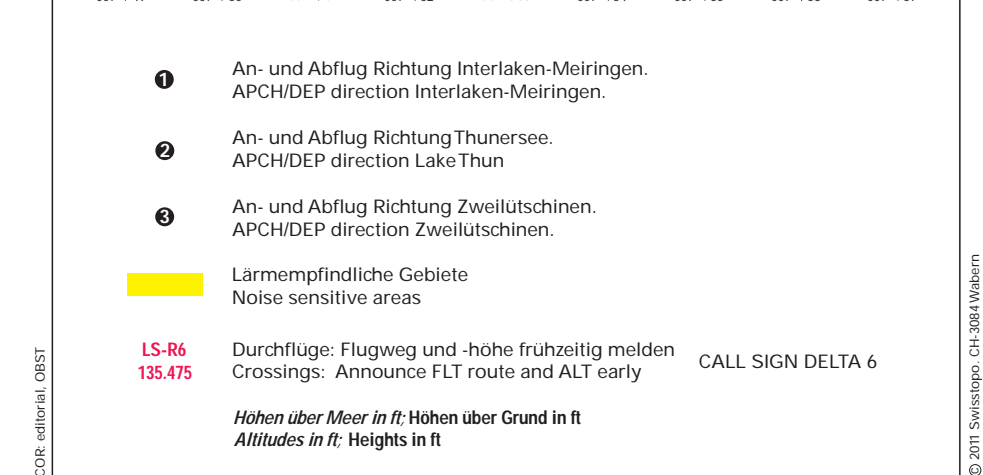 ❶ An- und Abflug Richtung Interlaken-Meiringen.
APCH/DEP direction Interlaken-Meiringen.
❷ An- und Abflug Richtung Thunersee.
APCH/DEP direction Lake Thun
❸ An- und Abflug Richtung Zweilütschinen.
APCH/DEP direction Zweilütschinen.
Lärmempfindliche Gebiete
Noise sensitive areas
LS-R6 Durchflüge: Flugweg und -höhe frühzeitig melden
135.475 Crossings: Announce FLT route and ALT early
CALL SIGN DELTA 6
Höhen über Meer in ft; Höhen über Grund in ft
Altitudes in ft; Heights in ft
COR: editorial, OBST
© 2011 Swisstopo. CH-3084 Wabern